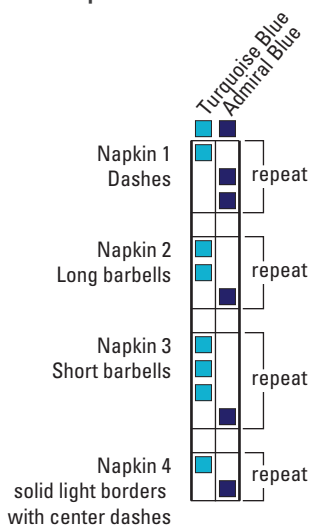 Turquoise Blue
Admiral Blue
Napkin 1
Dashes
repeat
Napkin 2
Long barbells
repeat
Napkin 3
Short barbells
repeat
Napkin 4
solid light borders
with center dashes
repeat